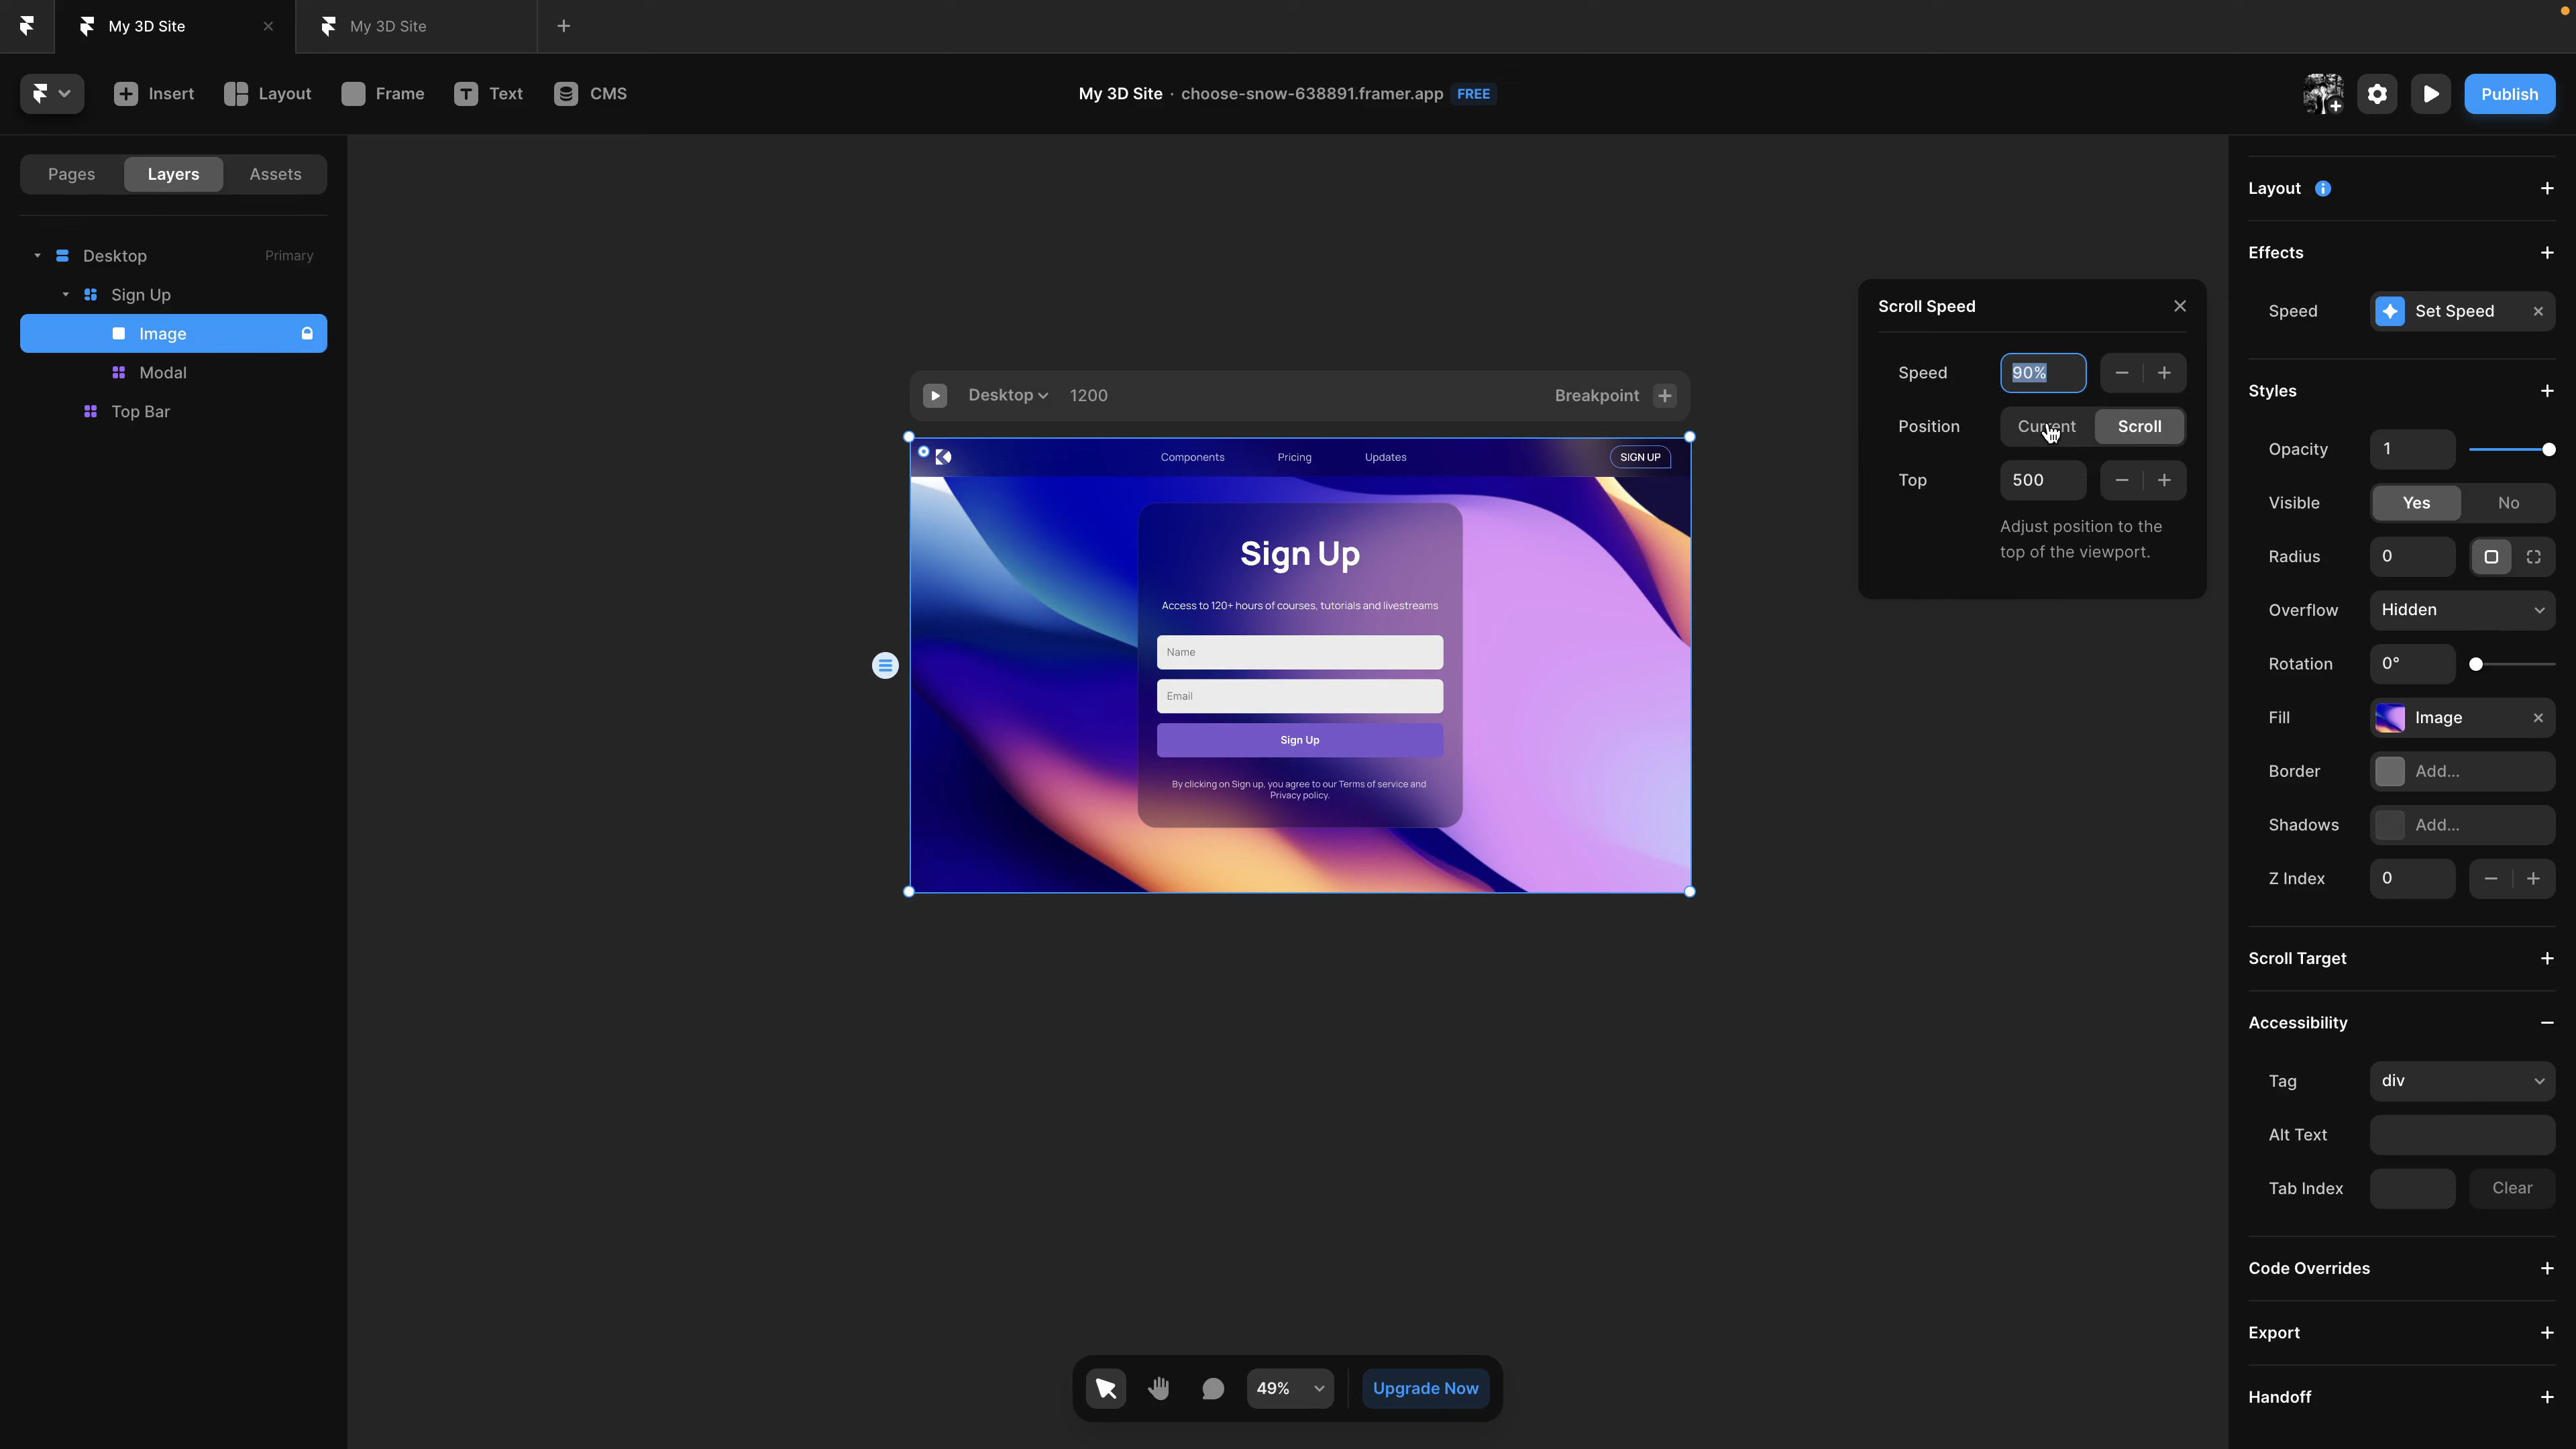 My 3D Site
My 3D Site
Insert
Layout
Frame
Text
CMS
My 3D Site · choose-snow-638891.framer.app FREE
Publish
Pages
Layers
Assets
Desktop
Primary
Sign Up
Image
Modal
Top Bar
Desktop
1200
Breakpoint
Components
Pricing
Updates
SIGN UP
Sign Up
Access to 120+ hours of courses, tutorials and livestreams
Name
Email
Sign Up
By clicking on Sign up, you agree to our Terms of service and
Privacy policy.
Scroll Speed
Speed
90%
Position
Current
Scroll
Top
500
Adjust position to the
top of the viewport.
Layout
Effects
Speed
Set Speed
Styles
Opacity
1
Visible
Yes
No
Radius
0
Overflow
Hidden
Rotation
0°
Fill
Image
Border
Add...
Shadows
Add...
Z Index
0
Scroll Target
Accessibility
Tag
div
Alt Text
Tab Index
Clear
Code Overrides
Export
Handoff
49%
Upgrade Now